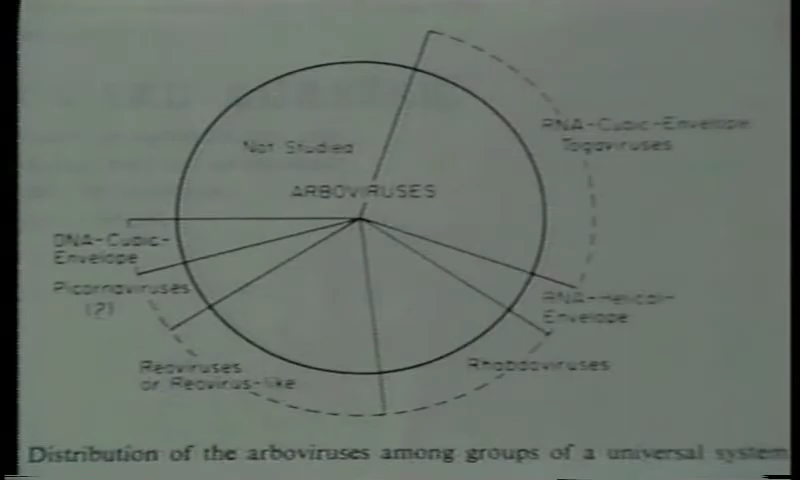 RNA-Cubic-Envelope
Togaviruses
Not Studied
ARBOVIRUSES
DNA-Cubic-
Envelope
Picornaviruses
(?)
RNA-Helical-
Envelope
Reoviruses
or Reovirus-like
Rhabdoviruses
Distribution of the arboviruses among groups of a universal system